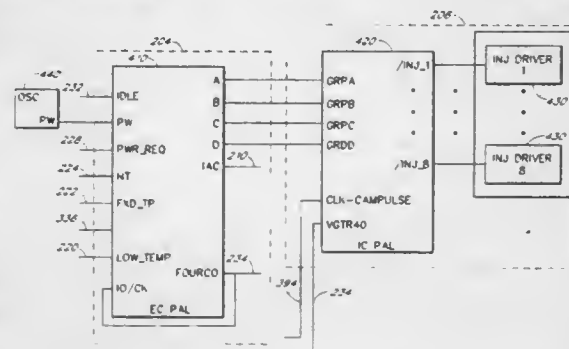 204
206
410
420
440
OSC
PW
232
IDLE
PW
228
PWR_REQ
224
NT
222
FXD_TP
336
220
LOW_TEMP
IO/CK
EC PAL
A
B
C
D
IAC
210
FOURCO
234
GRPA
GRPB
GRPC
GRDD
/INJ_1
/INJ_8
CLK-CAMPULSE
VGTR40
IC PAL
394
234
INJ DRIVER
1
430
430
INJ DRIVER
8